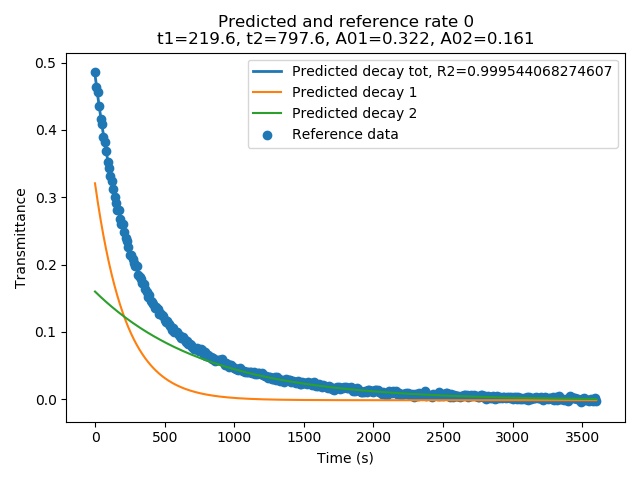 Predicted and reference rate 0
t1=219.6, t2=797.6, A01=0.322, A02=0.161
Predicted decay tot, R2=0.999544068274607
Predicted decay 1
Predicted decay 2
Reference data
Transmittance
0.5
0.4
0.3
0.2
0.1
0.0
0 500 1000 1500 2000 2500 3000 3500
Time (s)